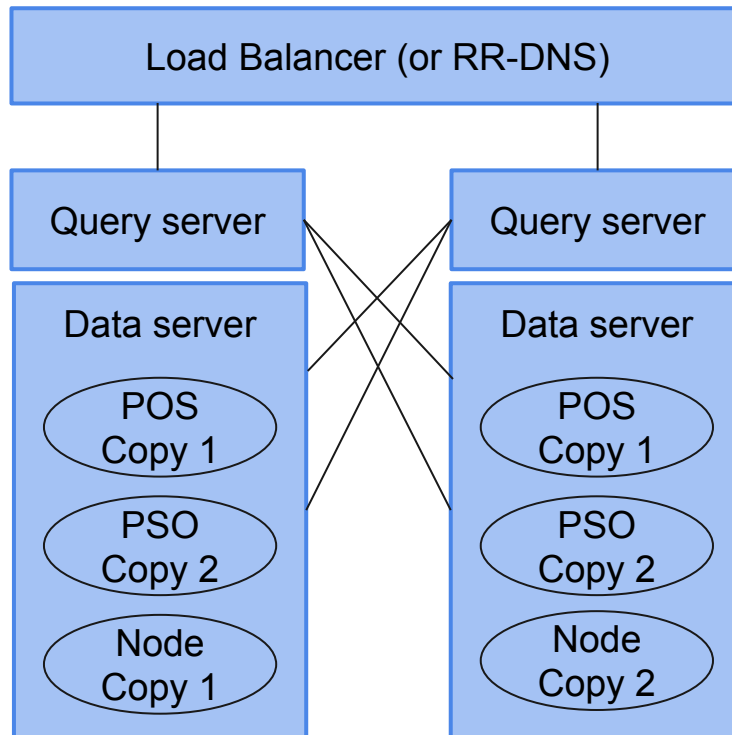 Load Balancer (or RR-DNS)
Query server
Query server
Data server
POS
Copy 1
PSO
Copy 2
Node
Copy 1
Data server
POS
Copy 1
PSO
Copy 2
Node
Copy 2